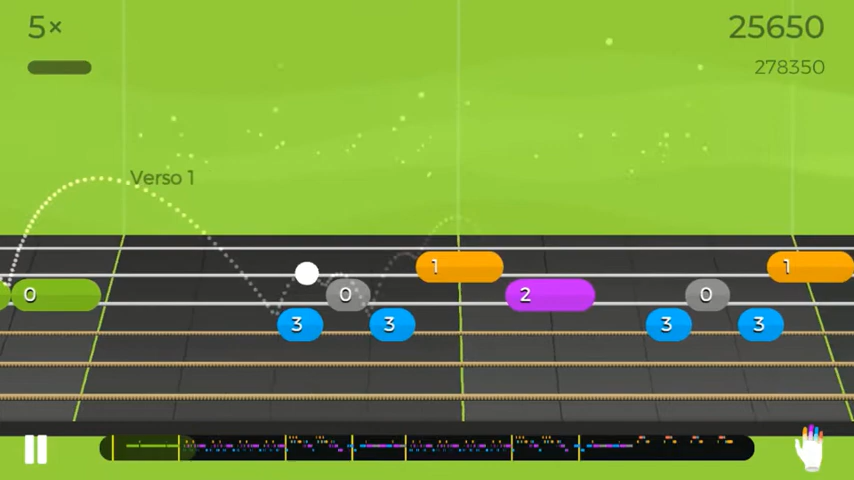 5×
25650
278350
Verso 1
1 1
0 0 2 0
3 3 3 3